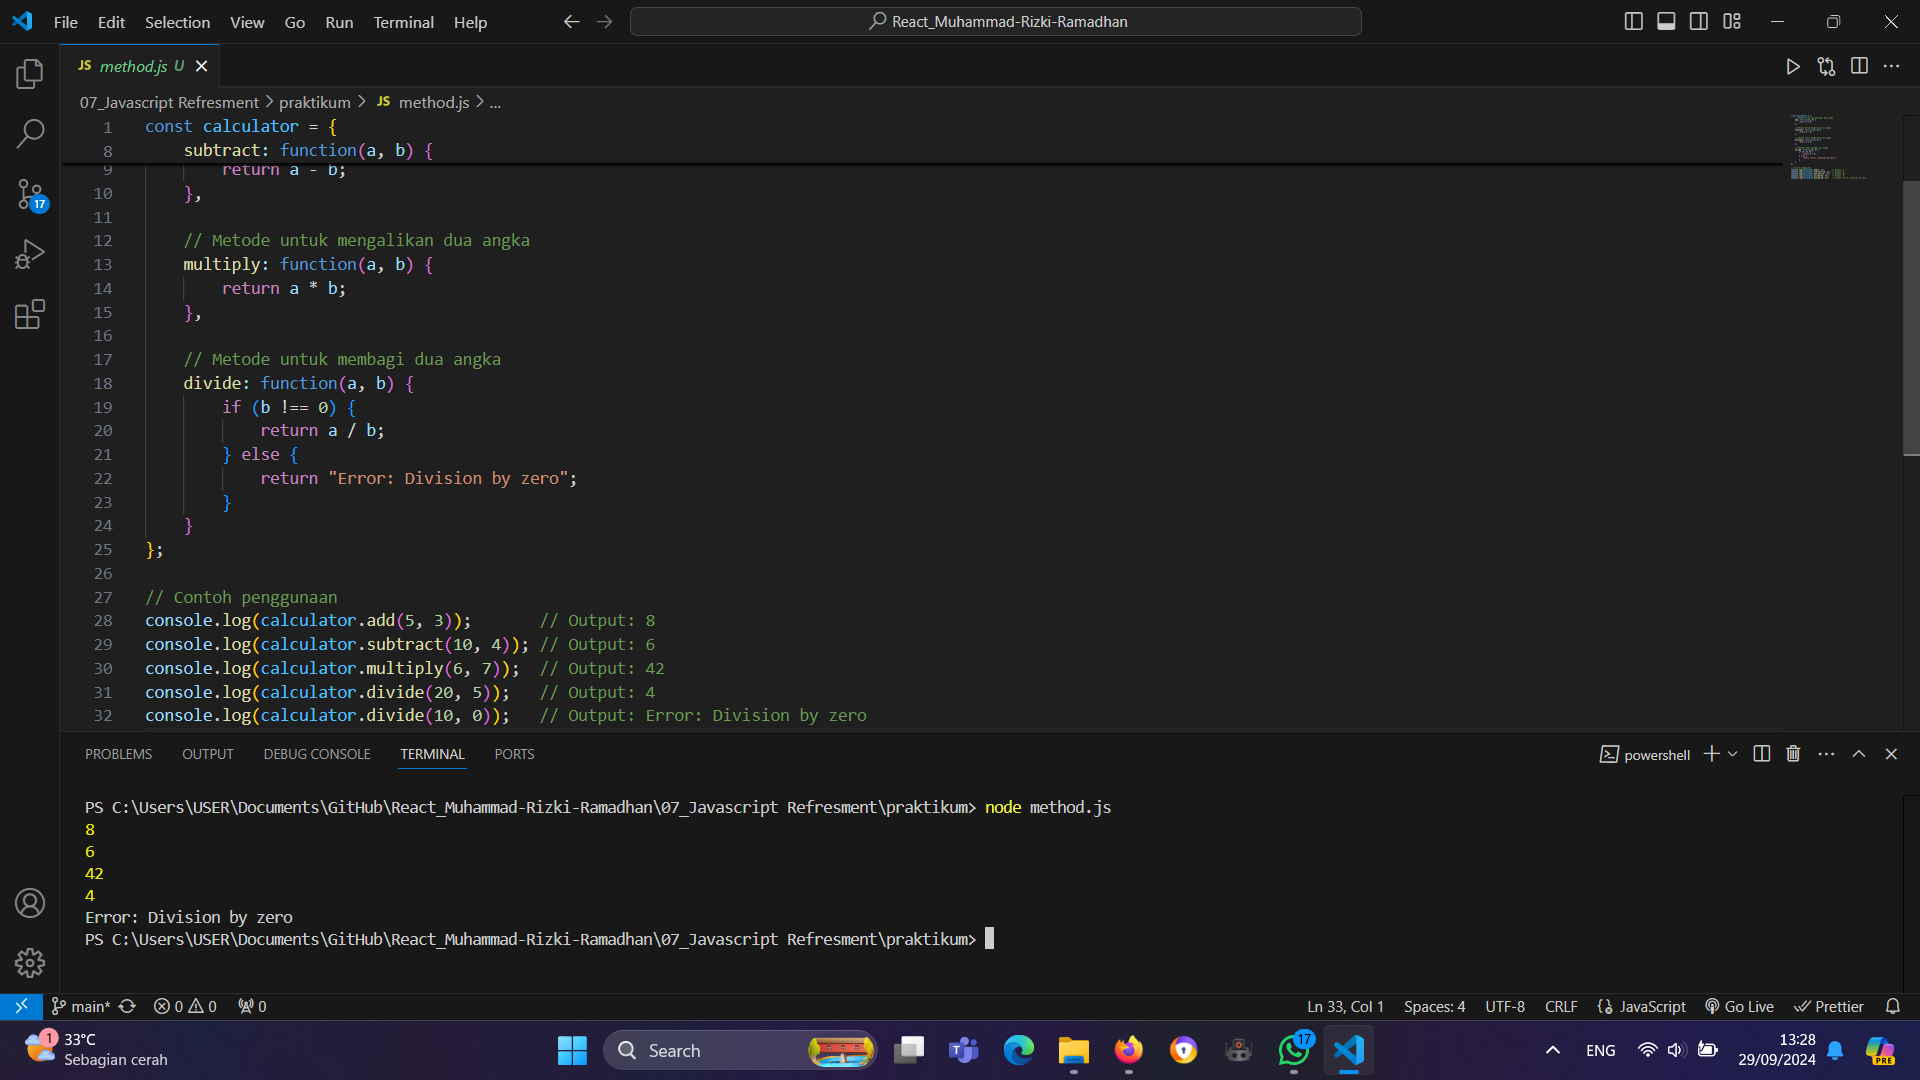 File Edit Selection View Go Run Terminal Help
React_Muhammad-Rizki-Ramadhan
JS method.js U
07_Javascript Refresment > praktikum > JS method.js > ...
1 const calculator = {
8 subtract: function(a, b) {
9 return a - b;
10 },
11
12 // Metode untuk mengalikan dua angka
13 multiply: function(a, b) {
14 return a * b;
15 },
16
17 // Metode untuk membagi dua angka
18 divide: function(a, b) {
19 if (b !== 0) {
20 return a / b;
21 } else {
22 return "Error: Division by zero";
23 }
24 }
25 };
26
27 // Contoh penggunaan
28 console.log(calculator.add(5, 3)); // Output: 8
29 console.log(calculator.subtract(10, 4)); // Output: 6
30 console.log(calculator.multiply(6, 7)); // Output: 42
31 console.log(calculator.divide(20, 5)); // Output: 4
32 console.log(calculator.divide(10, 0)); // Output: Error: Division by zero
17
PROBLEMS OUTPUT DEBUG CONSOLE TERMINAL PORTS
powershell
PS C:\Users\USER\Documents\GitHub\React_Muhammad-Rizki-Ramadhan\07_Javascript Refresment\praktikum> node method.js
8
6
42
4
Error: Division by zero
PS C:\Users\USER\Documents\GitHub\React_Muhammad-Rizki-Ramadhan\07_Javascript Refresment\praktikum>
main* 0 0 0
Ln 33, Col 1 Spaces: 4 UTF-8 CRLF {} JavaScript Go Live Prettier
1 33°C
Sebagian cerah
Search
17
ENG
13:28
29/09/2024
PRE